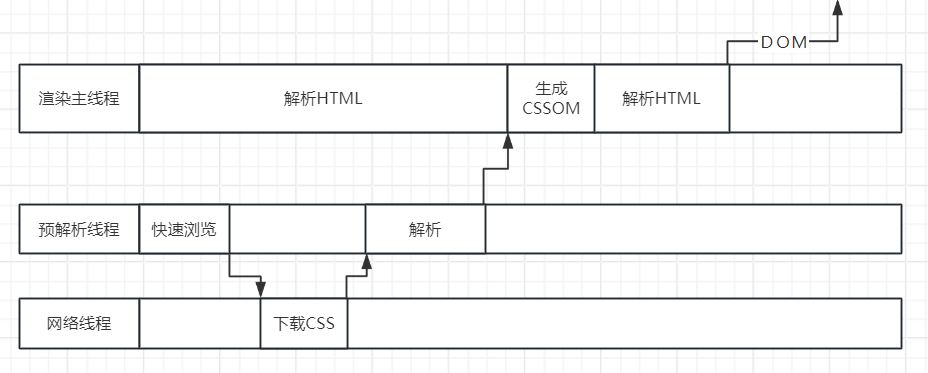 DOM
渲染主线程
解析HTML
生成
CSSOM
解析HTML
预解析线程
快速浏览
解析
网络线程
下载CSS